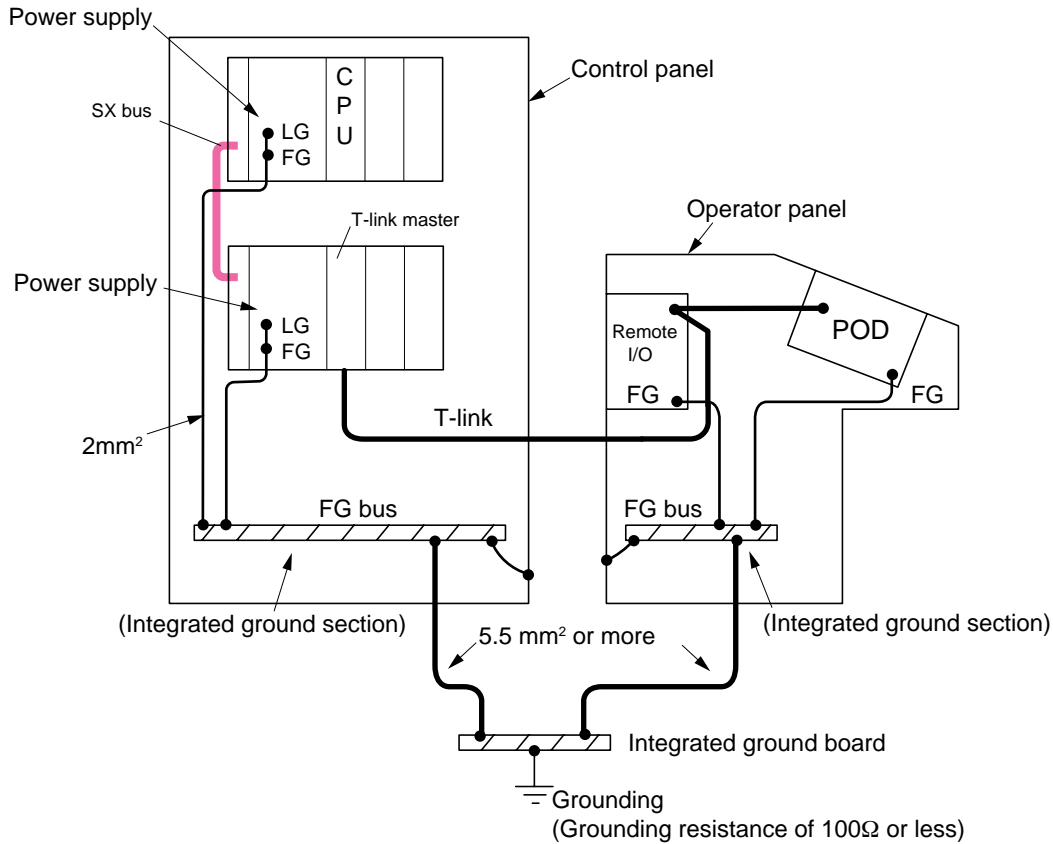 Power supply
Control panel
CPU
SX bus
LG
FG
T-link master
Operator panel
Power supply
LG
FG
Remote
I/O
POD
FG
FG
T-link
2mm²
FG bus
FG bus
(Integrated ground section)
(Integrated ground section)
5.5 mm² or more
Integrated ground board
Grounding
(Grounding resistance of 100Ω or less)